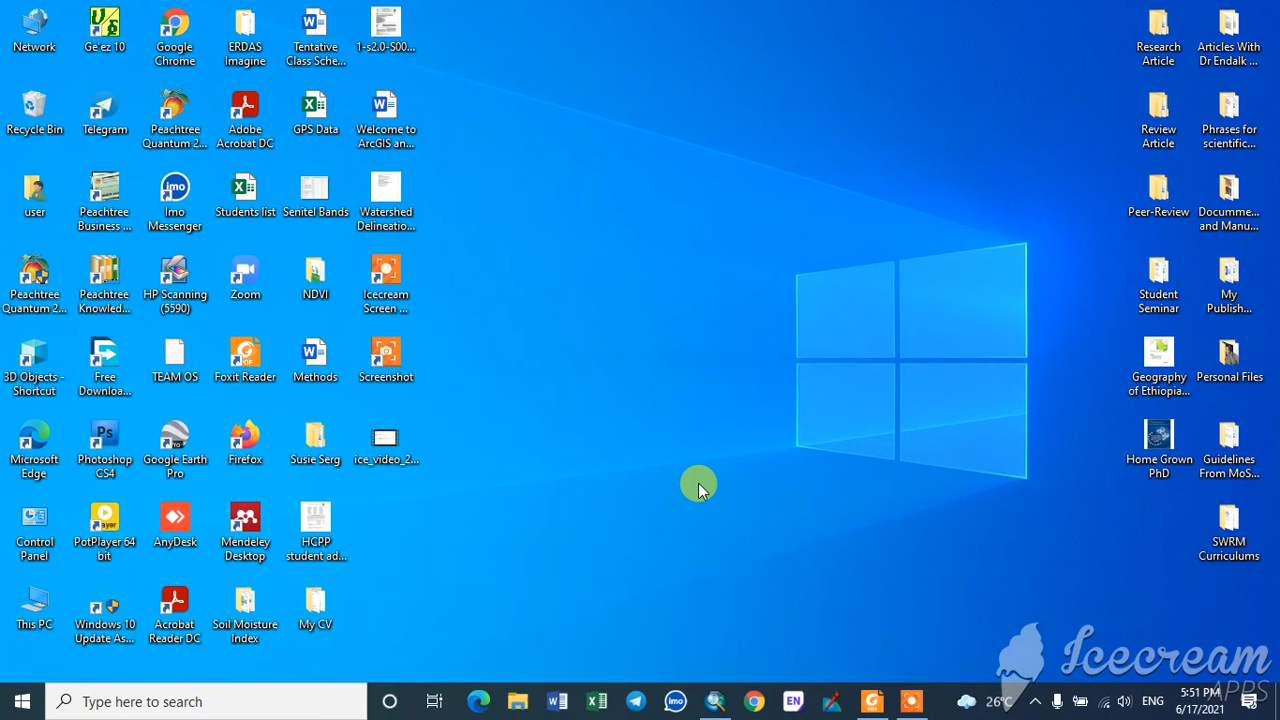 Network
Ge'ez 10
Google
Chrome
ERDAS
Imagine
Tentative
Class Sche...
1-s2.0-S00...
Research
Article
Articles With
Dr Endalk ...
Recycle Bin
Telegram
Peachtree
Quantum 2...
Adobe
Acrobat DC
GPS Data
Welcome to
ArcGIS an...
Review
Article
Phrases for
scientific...
user
Peachtree
Business ...
imo
Imo
Messenger
Students list
Senitel Bands
Watershed
Delineatio...
Peer-Review
Docummе...
and Manu...
Peachtree
Quantum 2...
Peachtree
Knowled...
HP Scanning
(5590)
Zoom
NDVI
Icecream
Screen ...
Student
Seminar
My
Publish...
3D Objects -
Shortcut
Free
Downloa...
TEAM OS
Foxit Reader
Methods
Screenshot
Geography
of Ethiopia...
Personal Files
Microsoft
Edge
Ps
Photoshop
CS4
Google Earth
Pro
Firefox
Susie Serg
ice_video_2...
Home Grown
PhD
Guidelines
From MoS...
Control
Panel
PotPlayer 64
bit
AnyDesk
Mendeley
Desktop
HCPP
student ad...
SWRM
Curriculums
This PC
Windows 10
Update As...
Acrobat
Reader DC
Soil Moisture
Index
My CV
Icecream
APPS
Type here to search
imo
EN
26°C
ENG
5:51 PM
6/17/2021